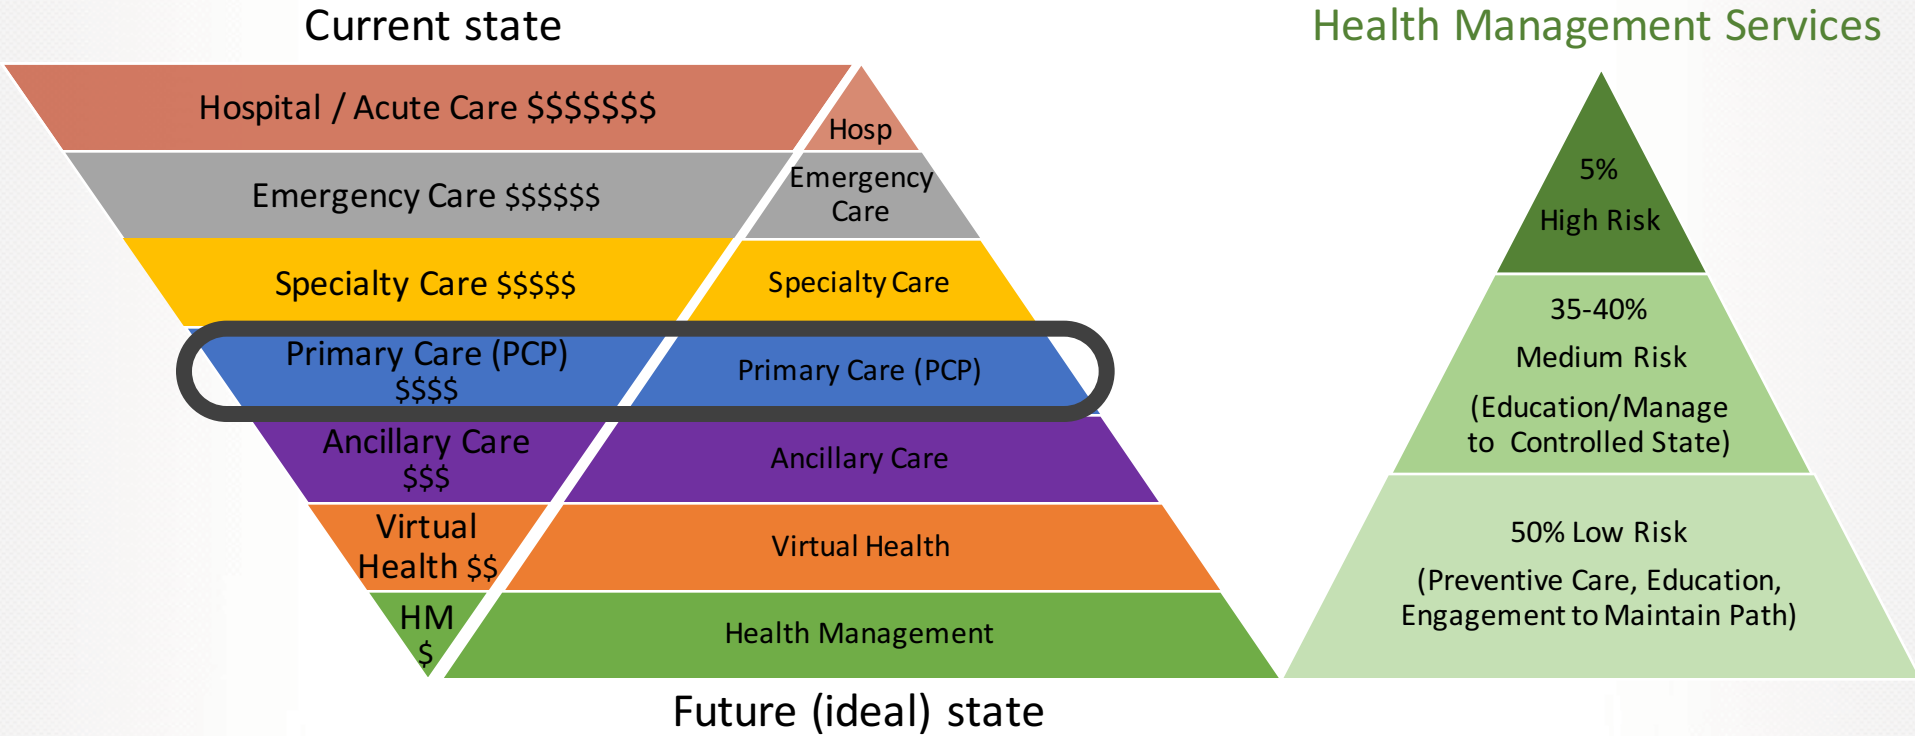 Current state
Hospital / Acute Care $$$$$$$
Emergency Care $$$$$$
Specialty Care $$$$$
Primary Care (PCP)
$$$$
Ancillary Care
$$$
Virtual
Health $$
HM
$
Hosp
Emergency
Care
Specialty Care
Primary Care (PCP)
Ancillary Care
Virtual Health
Health Management
Future (ideal) state
Health Management Services
5%
High Risk
35-40%
Medium Risk
(Education/Manage
to Controlled State)
50% Low Risk
(Preventive Care, Education,
Engagement to Maintain Path)